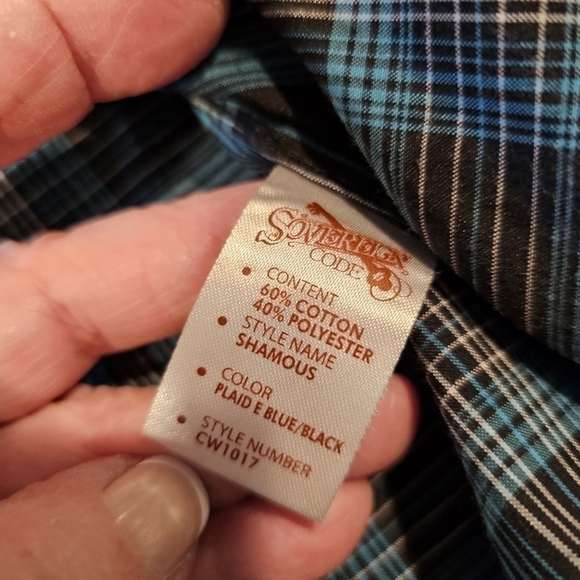 SOVEREIGN
CODE
• CONTENT
60% COTTON
40% POLYESTER
• STYLE NAME
SHAMOUS
• COLOR
PLAID E BLUE/BLACK
• STYLE NUMBER
CW1017